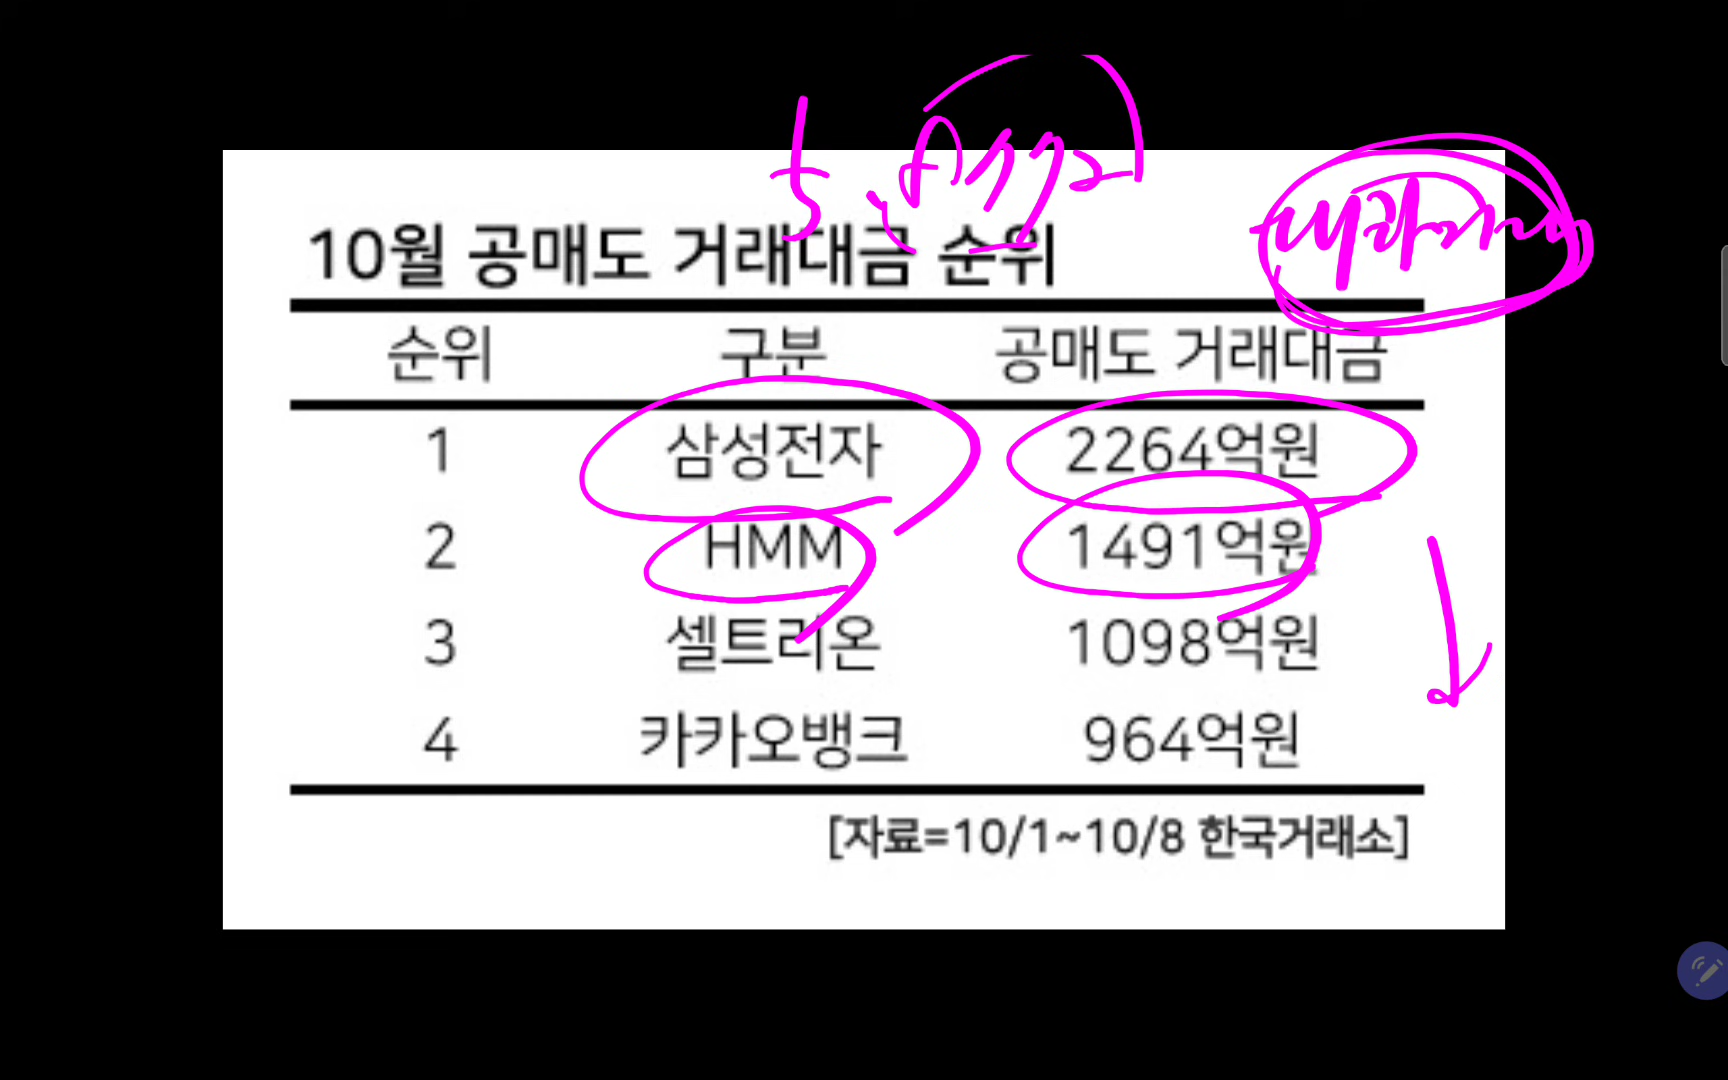 10월 공매도 거래대금 순위
순위 구분 공매도 거래대금
1 삼성전자 2264억원
2 HMM 1491억원
3 셀트리온 1098억원
4 카카오뱅크 964억원
[자료=10/1~10/8 한국거래소]